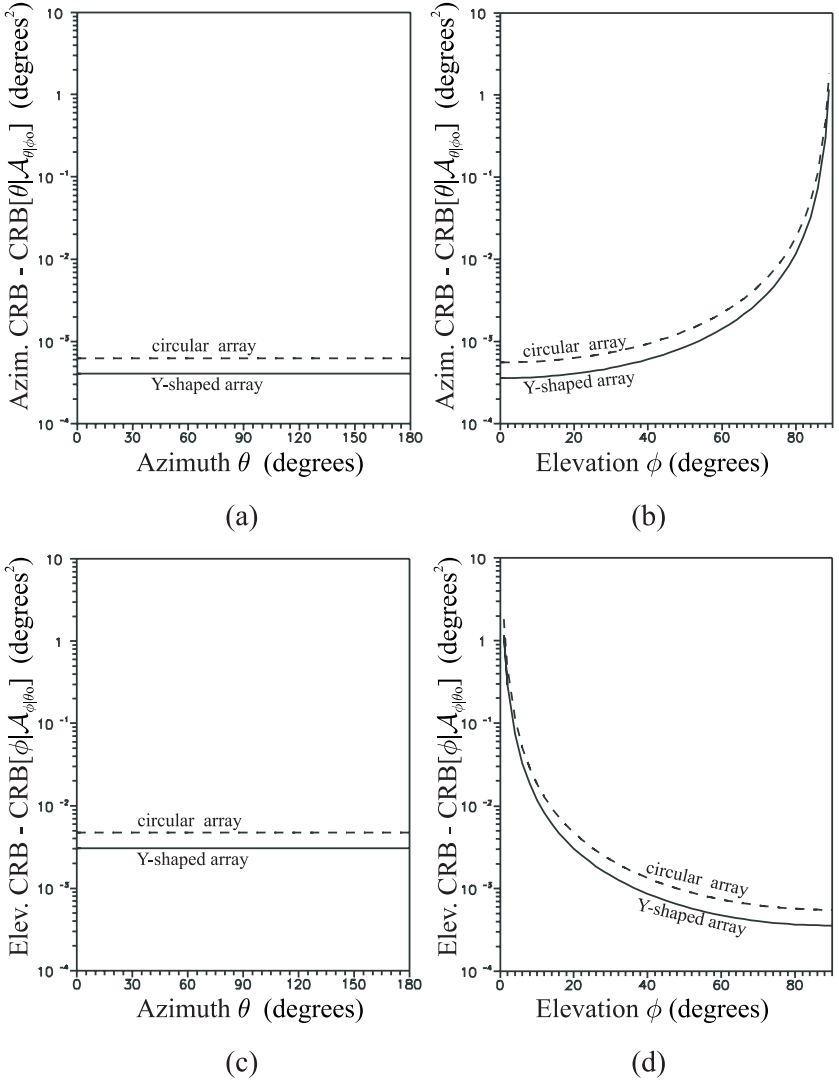 Azim. CRB - CRB[θ|𝒜θ|ϕo] (degrees²)
10
1
10⁻¹
10⁻²
10⁻³
10⁻⁴
circular array
Y-shaped array
0 30 60 90 120 150 180
Azimuth θ (degrees)
(a)
Azim. CRB - CRB[θ|𝒜θ|ϕo] (degrees²)
10
1
10⁻¹
10⁻²
10⁻³
10⁻⁴
circular array
Y-shaped array
0 20 40 60 80
Elevation ϕ (degrees)
(b)
Elev. CRB - CRB[ϕ|𝒜ϕ|θo] (degrees²)
10
1
10⁻¹
10⁻²
10⁻³
10⁻⁴
circular array
Y-shaped array
0 30 60 90 120 150 180
Azimuth θ (degrees)
(c)
Elev. CRB - CRB[ϕ|𝒜ϕ|θo] (degrees²)
10
1
10⁻¹
10⁻²
10⁻³
10⁻⁴
circular array
Y-shaped array
0 20 40 60 80
Elevation ϕ (degrees)
(d)